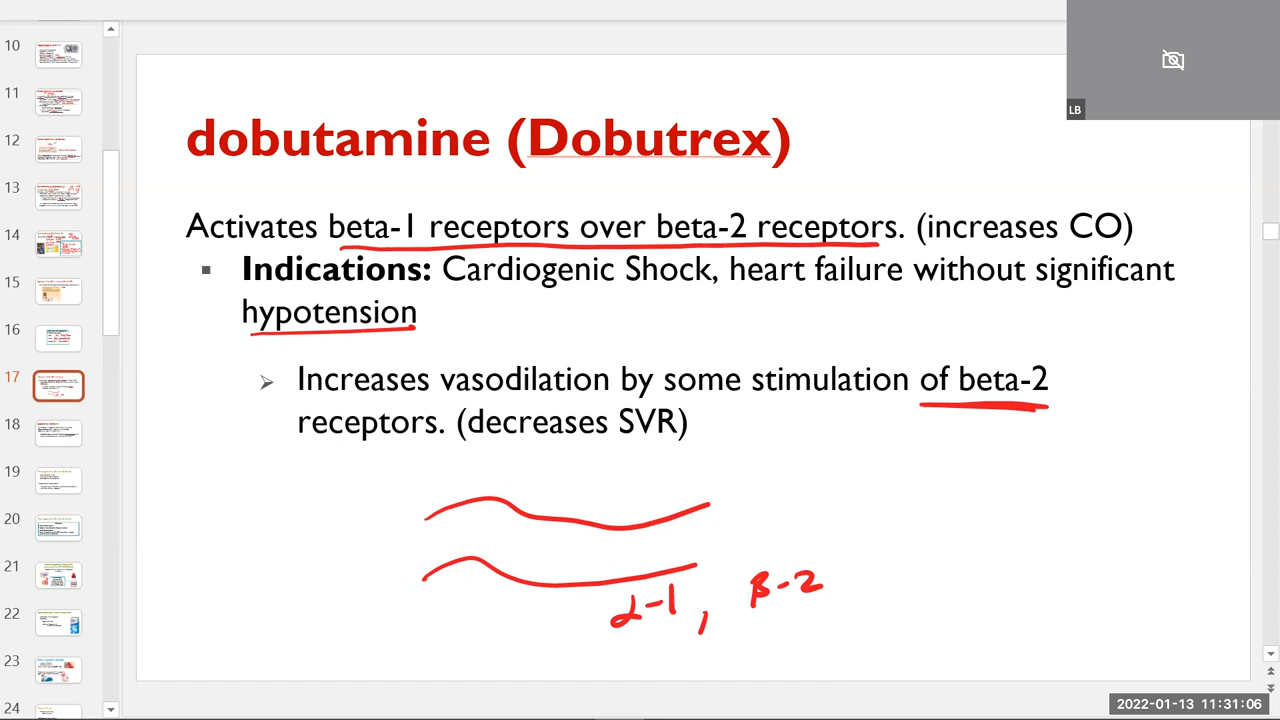 10
11
12
13
14
16
17
18
19
20
21
22
23
24
LB
dobutamine (Dobutrex)
Activates beta-1 receptors over beta-2 receptors. (increases CO)
▪ Indications: Cardiogenic Shock, heart failure without significant
hypotension
➢ Increases vasodilation by some stimulation of beta-2
receptors. (decreases SVR)
α-1, β-2
2022-01-13 11:31:06